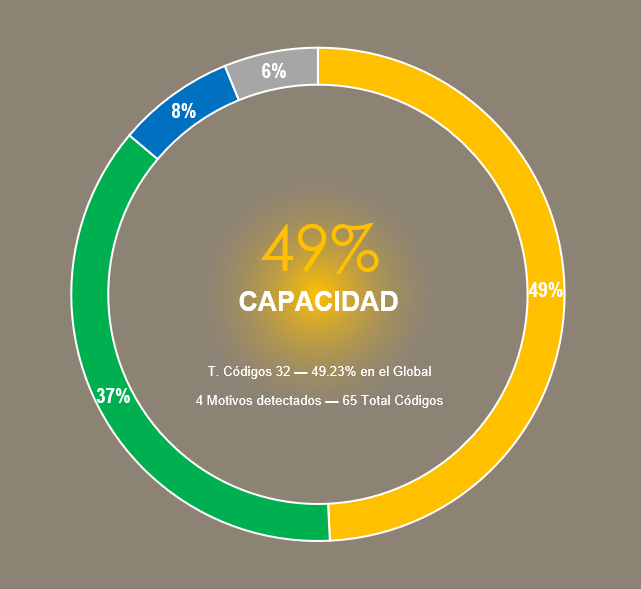 6%
8%
49%
CAPACIDAD
49%
T. Códigos 32 — 49.23% en el Global
37%
4 Motivos detectados — 65 Total Códigos